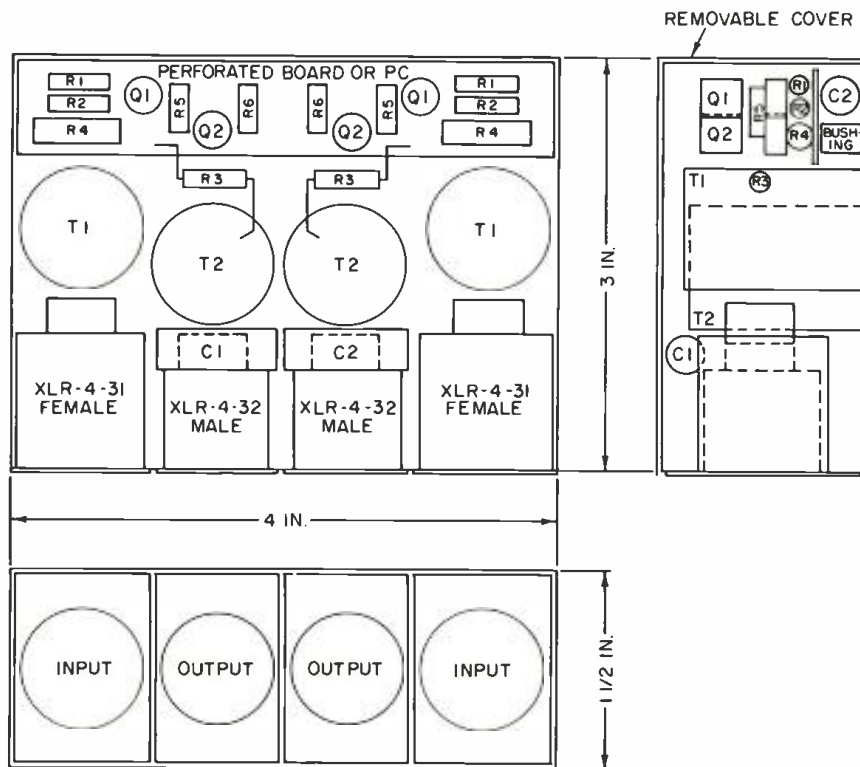 REMOVABLE COVER
PERFORATED BOARD OR PC
R1
R2
R4
Q1
R5
Q2
R6
R6
Q2
R5
Q1
R1
R2
R4
R3
R3
T1
T2
T2
T1
C1
C2
XLR-4-31
FEMALE
XLR-4-32
MALE
XLR-4-32
MALE
XLR-4-31
FEMALE
3 IN.
Q1
Q2
R5
R1
R2
R4
C2
BUSH-
ING
T1
R3
T2
C1
4 IN.
INPUT
OUTPUT
OUTPUT
INPUT
1 1/2 IN.